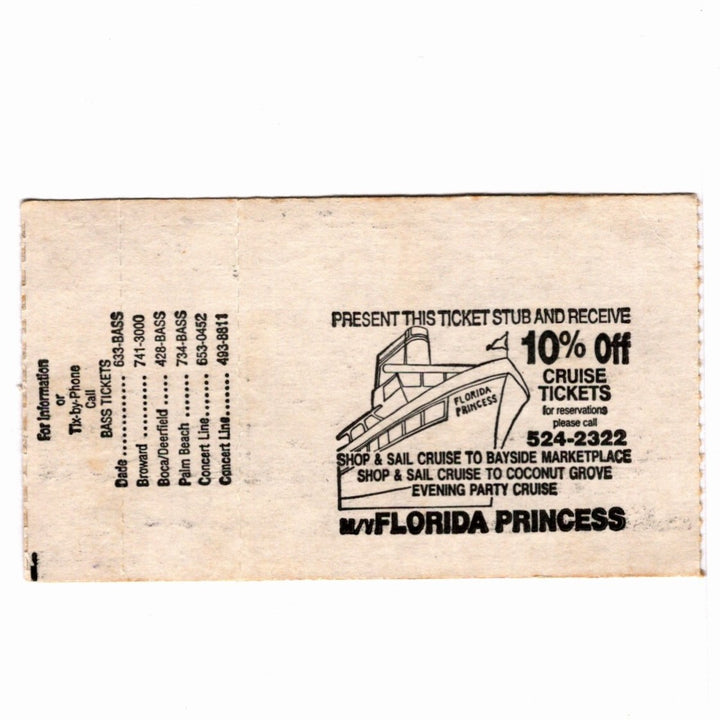 For Information
or
Tix-by-Phone
Call
BASS TICKETS
Dade .............. 633-BASS
Broward .......... 741-3000
Boca/Deerfield ... 428-BASS
Palm Beach ...... 734-BASS
Concert Line...... 653-0452
Concert Line........ 493-8811
PRESENT THIS TICKET STUB AND RECEIVE
10% Off
CRUISE
TICKETS
for reservations
please call
524-2322
FLORIDA
PRINCESS
SHOP & SAIL CRUISE TO BAYSIDE MARKETPLACE
SHOP & SAIL CRUISE TO COCONUT GROVE
EVENING PARTY CRUISE
M/V FLORIDA PRINCESS